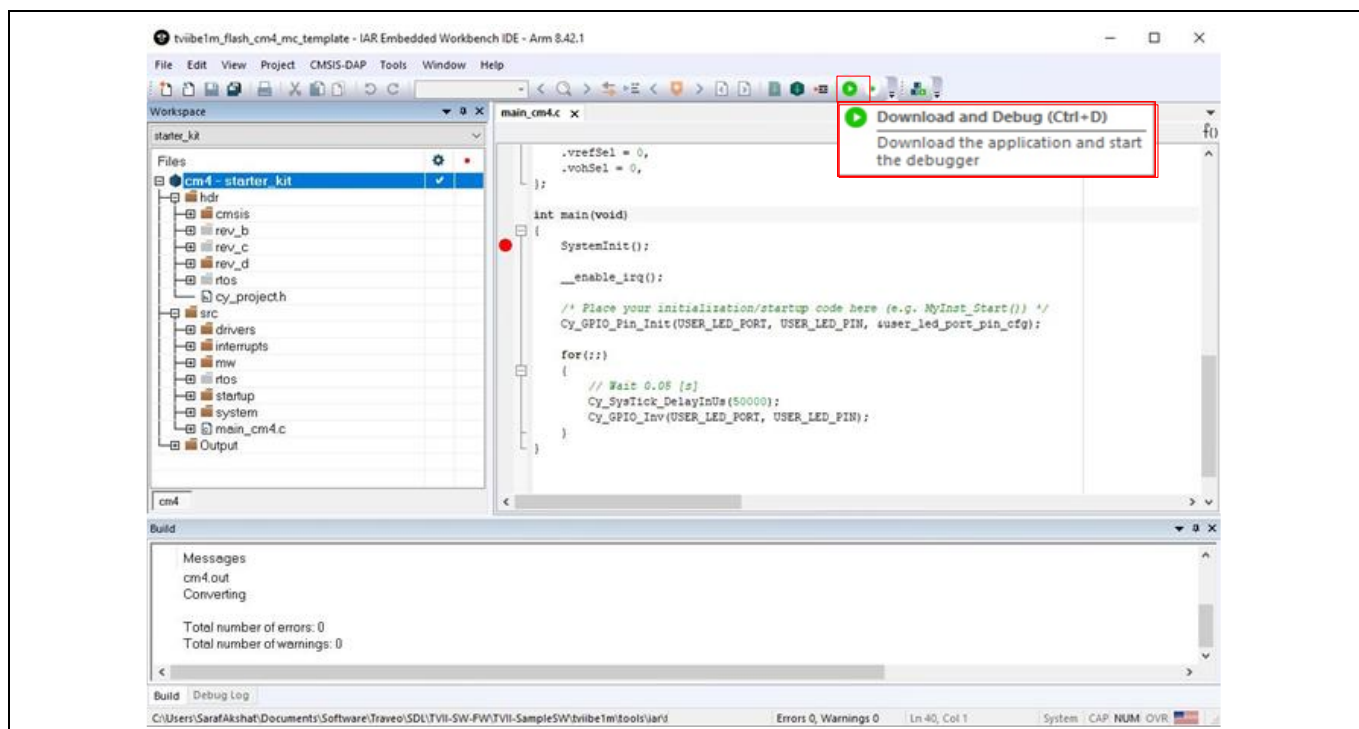 tviibe1m_flash_cm4_mc_template - IAR Embedded Workbench IDE - Arm 8.42.1
File Edit View Project CMSIS-DAP Tools Window Help
Workspace
main_cm4.c
starter_kit
f()
Files
cm4 - starter_kit
hdr
cmsis
rev_b
rev_c
rev_d
rtos
cy_project.h
src
drivers
interrupts
mw
rtos
startup
system
main_cm4.c
Output
cm4
Download and Debug (Ctrl+D)
Download the application and start
the debugger
.vrefSel = 0,
.vohSel = 0,
};
int main(void)
{
SystemInit();
__enable_irq();
/* Place your initialization/startup code here (e.g. MyInst_Start()) */
Cy_GPIO_Pin_Init(USER_LED_PORT, USER_LED_PIN, &user_led_port_pin_cfg);
for(;;)
{
// Wait 0.05 [s]
Cy_SysTick_DelayInUs(50000);
Cy_GPIO_Inv(USER_LED_PORT, USER_LED_PIN);
}
}
Build
Messages
cm4.out
Converting
Total number of errors: 0
Total number of warnings: 0
Build Debug Log
C:\Users\SarafAkshat\Documents\Software\Traveo\SDL\TVII-SW-FW\TVII-SampleSW\tviibe1m\tools\iar\ Errors 0, Warnings 0 Ln 40, Col 1 System CAP NUM OVR